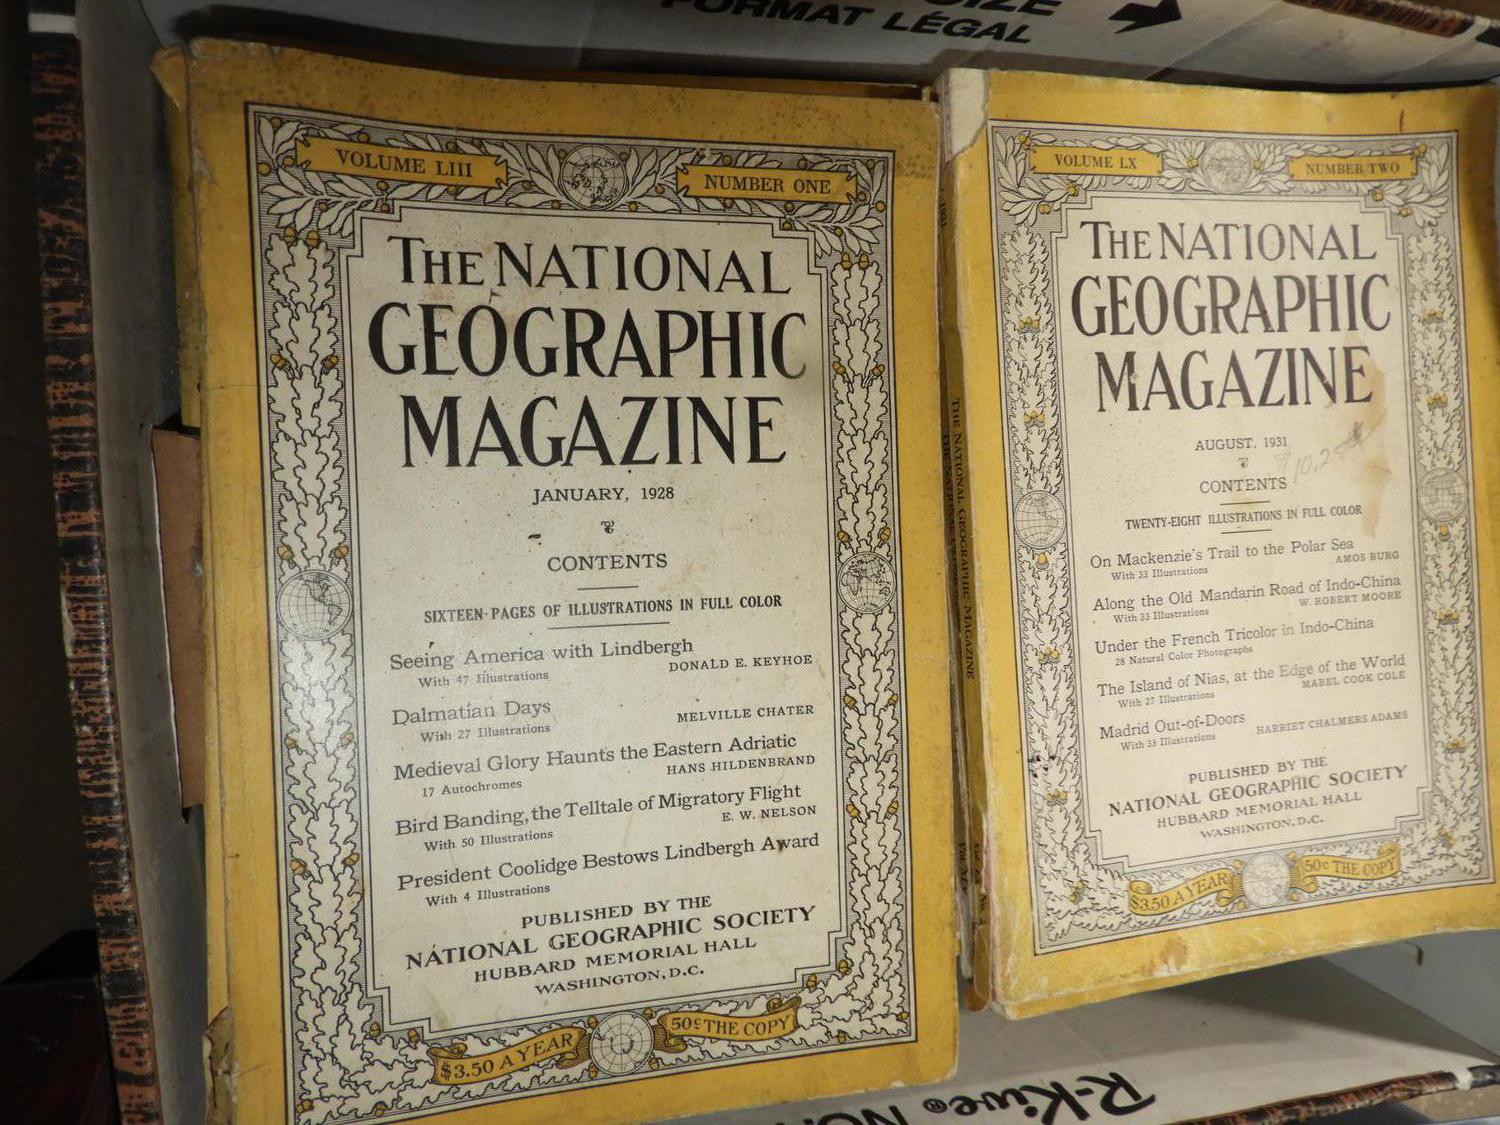 SIZE
FORMAT LÉGAL
VOLUME LIII
NUMBER ONE
THE NATIONAL
GEOGRAPHIC
MAGAZINE
JANUARY, 1928
CONTENTS
SIXTEEN PAGES OF ILLUSTRATIONS IN FULL COLOR
Seeing America with Lindbergh
With 47 Illustrations DONALD E. KEYHOE
Dalmatian Days
With 27 Illustrations MELVILLE CHATER
Medieval Glory Haunts the Eastern Adriatic
17 Autochromes HANS HILDENBRAND
Bird Banding, the Telltale of Migratory Flight
With 50 Illustrations E. W. NELSON
President Coolidge Bestows Lindbergh Award
With 4 Illustrations
PUBLISHED BY THE
NATIONAL GEOGRAPHIC SOCIETY
HUBBARD MEMORIAL HALL
WASHINGTON, D.C.
$3.50 A YEAR
50¢ THE COPY
THE NATIONAL GEOGRAPHIC MAGAZINE
VOLUME LX
NUMBER TWO
THE NATIONAL
GEOGRAPHIC
MAGAZINE
AUGUST, 1931
CONTENTS
TWENTY-EIGHT ILLUSTRATIONS IN FULL COLOR
On Mackenzie's Trail to the Polar Sea
With 33 Illustrations AMOS BURG
Along the Old Mandarin Road of Indo-China
With 33 Illustrations W. ROBERT MOORE
Under the French Tricolor in Indo-China
28 Natural Color Photographs
The Island of Nias, at the Edge of the World
With 27 Illustrations MABEL COOK COLE
Madrid Out-of-Doors
With 35 Illustrations HARRIET CHALMERS ADAMS
PUBLISHED BY THE
NATIONAL GEOGRAPHIC SOCIETY
HUBBARD MEMORIAL HALL
WASHINGTON, D.C.
$3.50 A YEAR
50¢ THE COPY
R-Kive® NO.